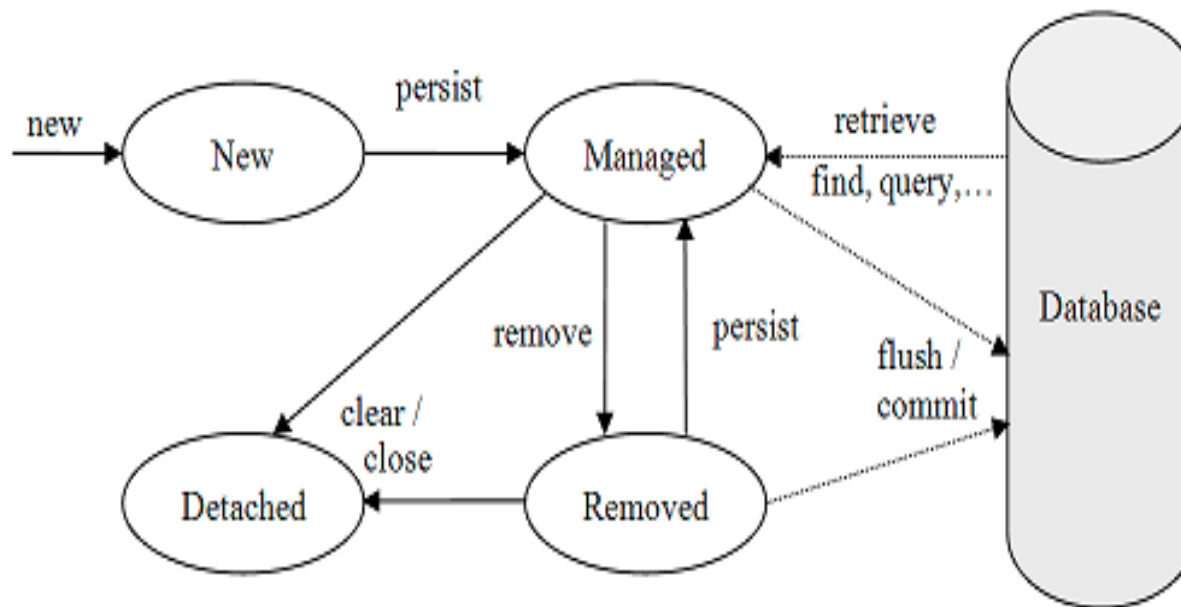 new
New
persist
Managed
retrieve
find, query,…
Database
remove
persist
flush /
commit
clear /
close
Detached
Removed